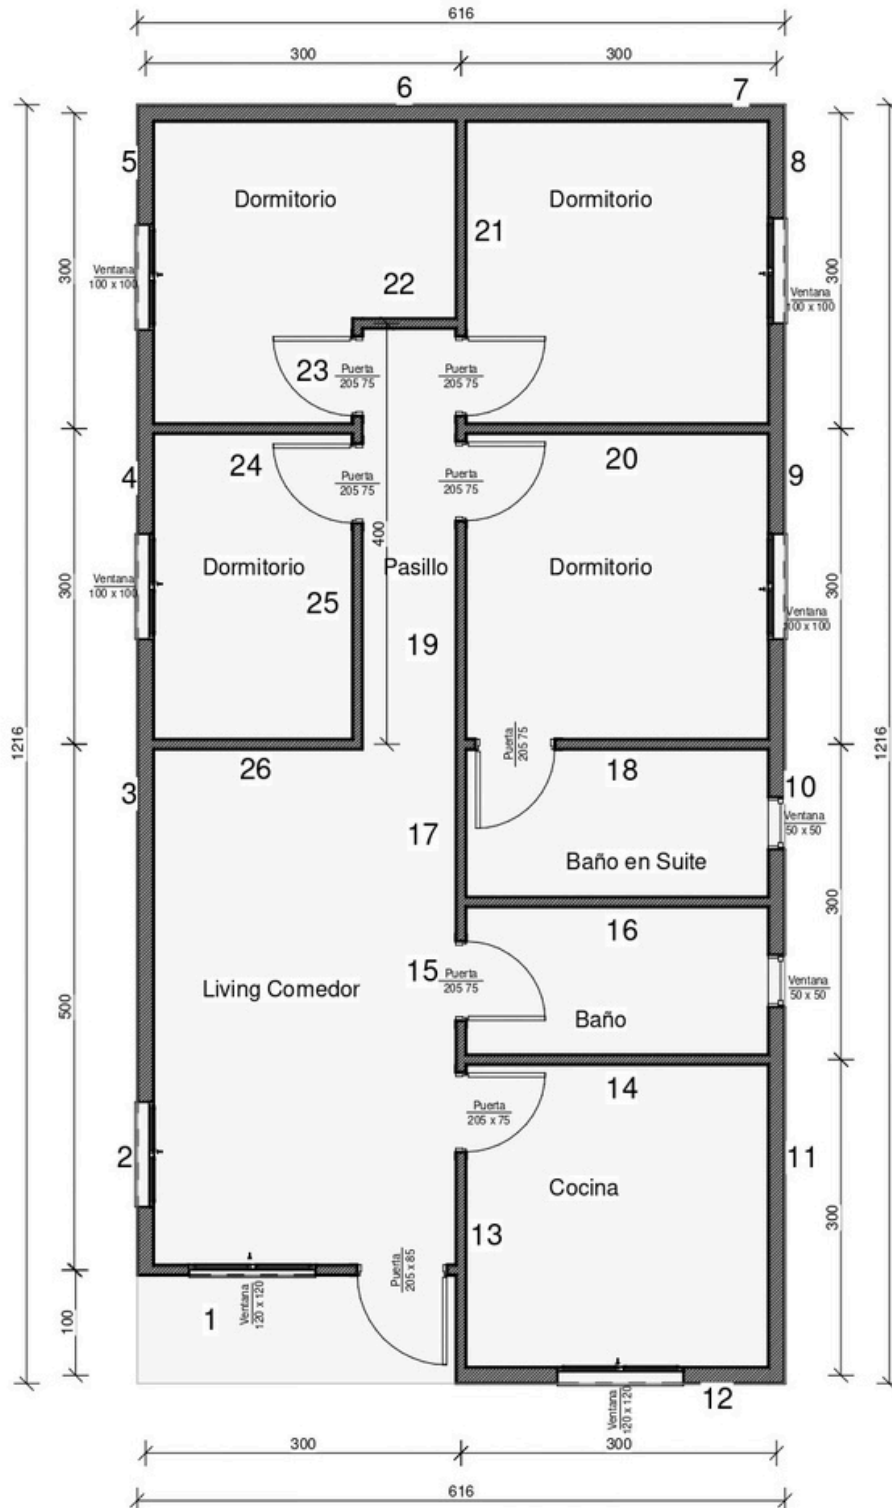 616
300
300
6
7
5
8
Dormitorio
Dormitorio
21
300
Ventana
100 x 100
22
300
Ventana
100 x 100
23
Puerta
205 75
Puerta
205 75
24
20
4
9
Puerta
205 75
Puerta
205 75
400
Dormitorio
Pasillo
Dormitorio
300
Ventana
100 x 100
25
300
Ventana
100 x 100
19
1216
1216
Puerta
205 75
26
18
3
10
Ventana
50 x 50
17
Baño en Suite
300
16
15
Puerta
205 75
Ventana
50 x 50
Living Comedor
500
Baño
14
Puerta
205 x 75
2
11
Cocina
13
300
Puerta
205 x 85
1
Ventana
120 x 120
100
12
Ventana
120 x 120
300
300
616